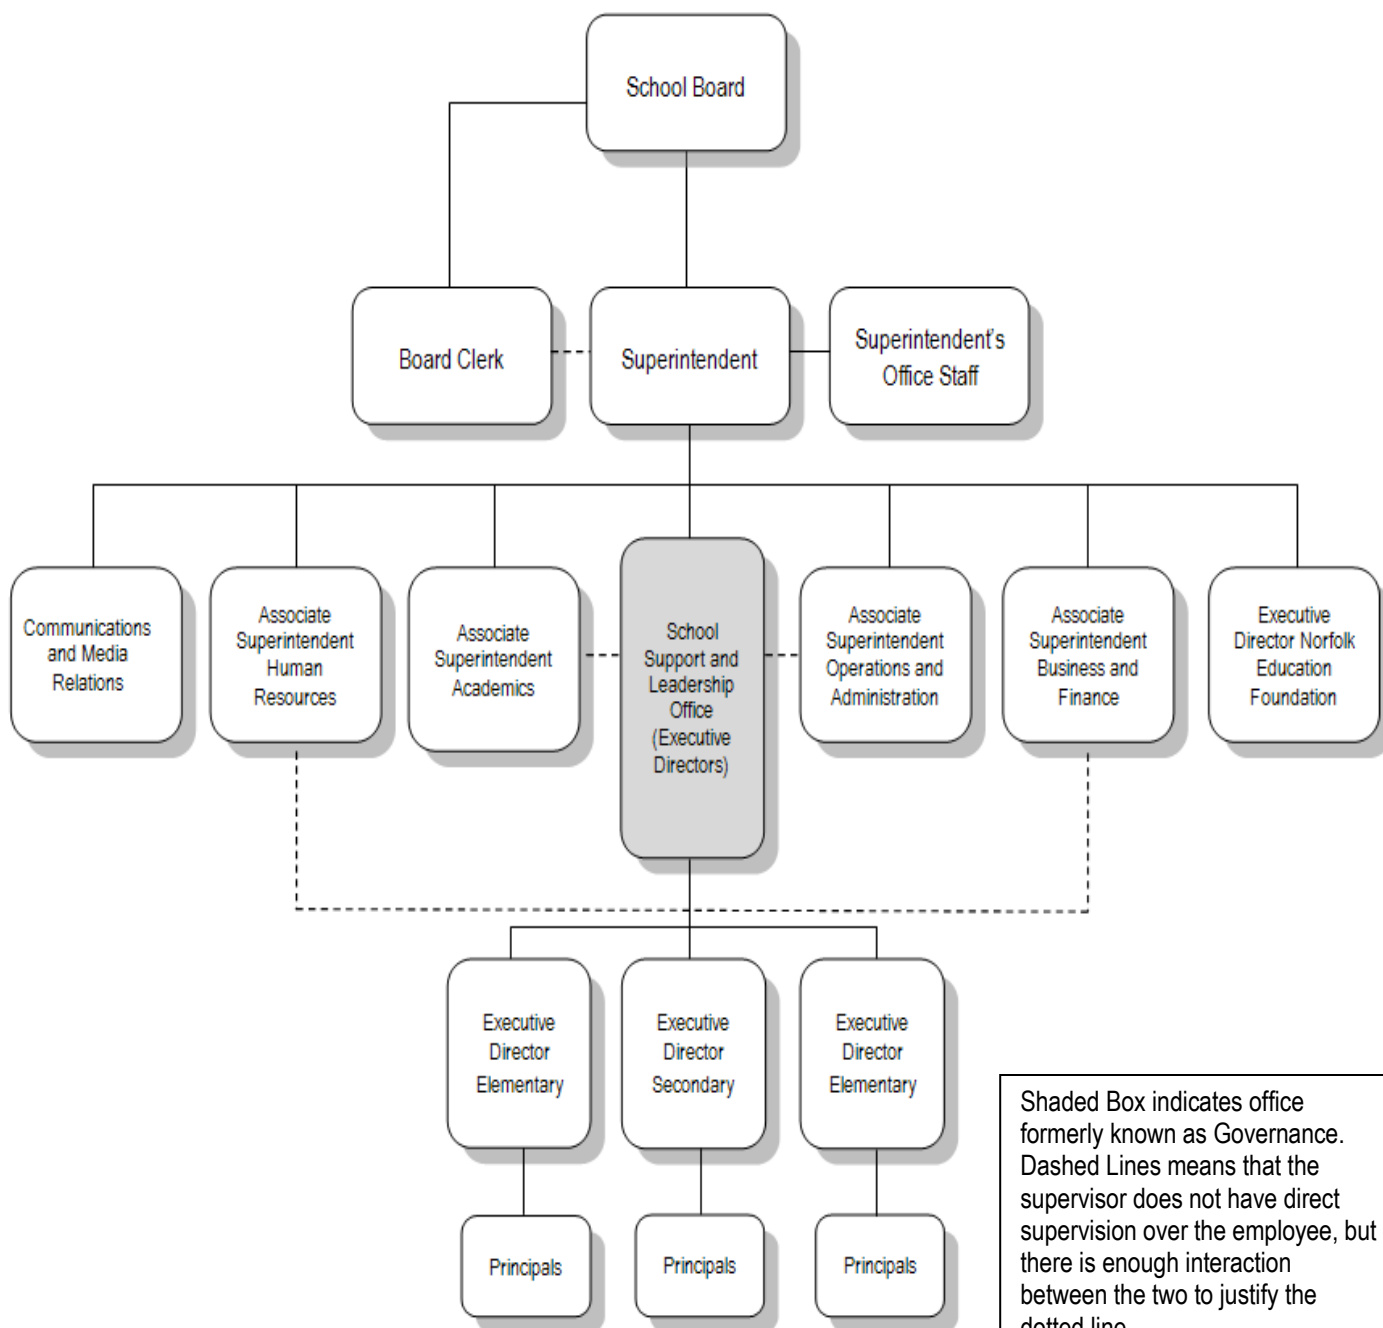 School Board
Board Clerk
Superintendent
Superintendent's
Office Staff
Communications
and Media
Relations
Associate
Superintendent
Human
Resources
Associate
Superintendent
Academics
School
Support and
Leadership
Office
(Executive
Directors)
Associate
Superintendent
Operations and
Administration
Associate
Superintendent
Business and
Finance
Executive
Director Norfolk
Education
Foundation
Executive
Director
Elementary
Executive
Director
Secondary
Executive
Director
Elementary
Principals
Principals
Principals
Shaded Box indicates office
formerly known as Governance.
Dashed Lines means that the
supervisor does not have direct
supervision over the employee, but
there is enough interaction
between the two to justify the
dotted line